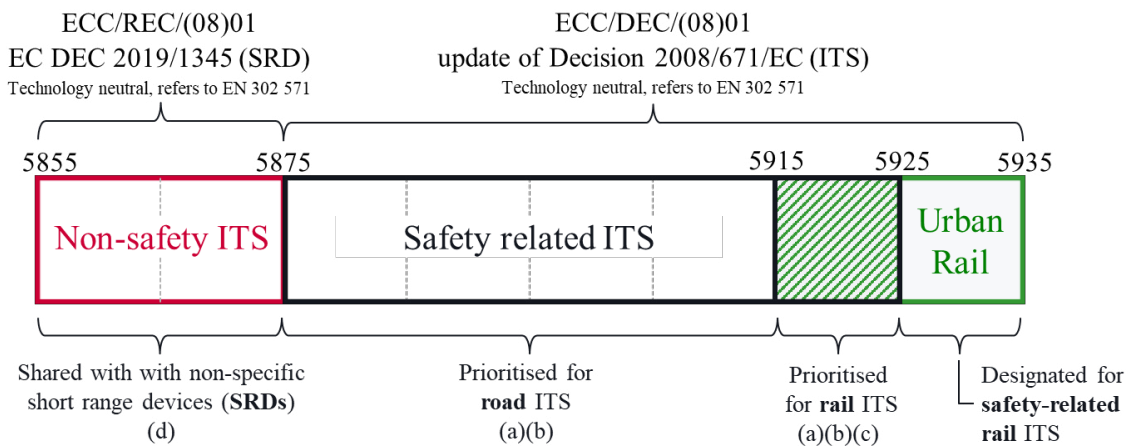 ECC/REC/(08)01
EC DEC 2019/1345 (SRD)
Technology neutral, refers to EN 302 571
ECC/DEC/(08)01
update of Decision 2008/671/EC (ITS)
Technology neutral, refers to EN 302 571
5855
5875
5915
5925
5935
Non-safety ITS
Safety related ITS
Urban
Rail
Shared with with non-specific
short range devices (SRDs)
(d)
Prioritised for
road ITS
(a)(b)
Prioritised
for rail ITS
(a)(b)(c)
Designated for
safety-related
rail ITS